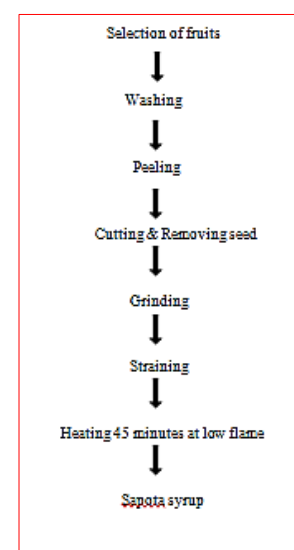 Selection of fruits
Washing
Peeling
Cutting & Removing seed
Grinding
Straining
Heating 45 minutes at low flame
Sapota syrup